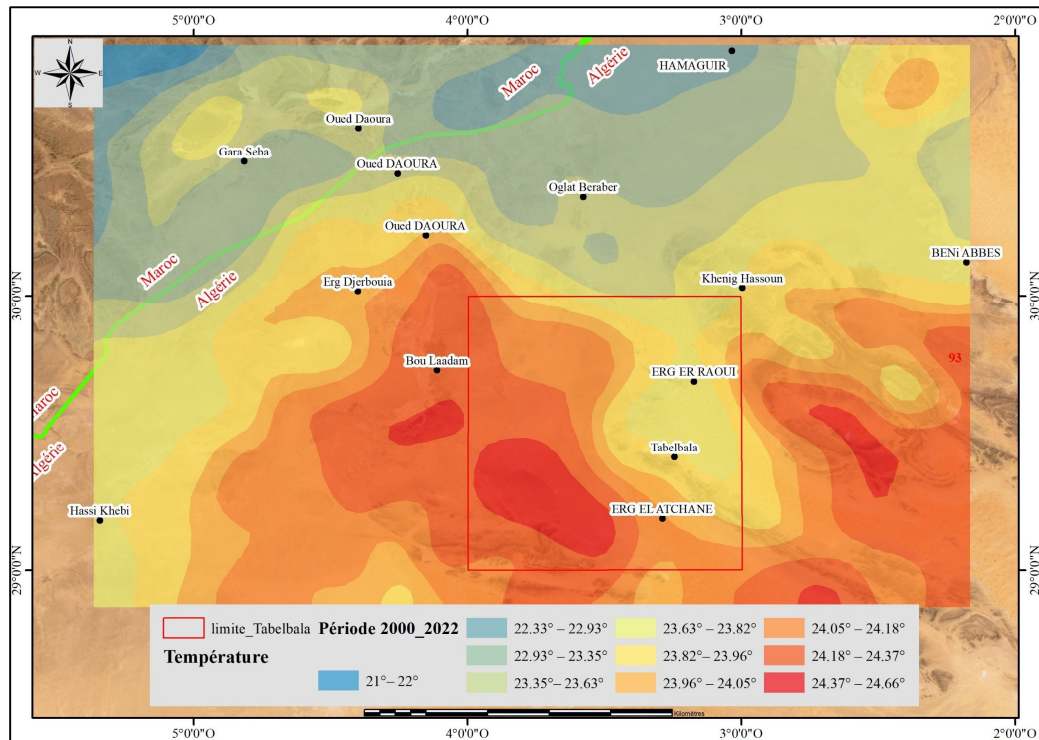 5°0'0"O 4°0'0"O 3°0'0"O 2°0'0"O
N
W E
S
HAMAGUIR
Maroc
Algérie
Oued Daoura
Gara Seba
Oued DAOURA
Oglat Beraber
Oued DAOURA
BENi ABBES
Maroc
Algérie
Erg Djerbouia
Khenig Hassoun
30°0'0"N 30°0'0"N
93
Bou Laadam
ERG ER RAOUI
Maroc
Algérie
Tabelbala
Hassi Khebi
ERG EL ATCHANE
29°0'0"N 29°0'0"N
limite_Tabelbala
Température
Période 2000_2022
21°– 22°
22.33° – 22.93°
22.93° – 23.35°
23.35° – 23.63°
23.63° – 23.82°
23.82° – 23.96°
23.96° – 24.05°
24.05° – 24.18°
24.18° – 24.37°
24.37° – 24.66°
Kilomètres
5°0'0"O 4°0'0"O 3°0'0"O 2°0'0"O